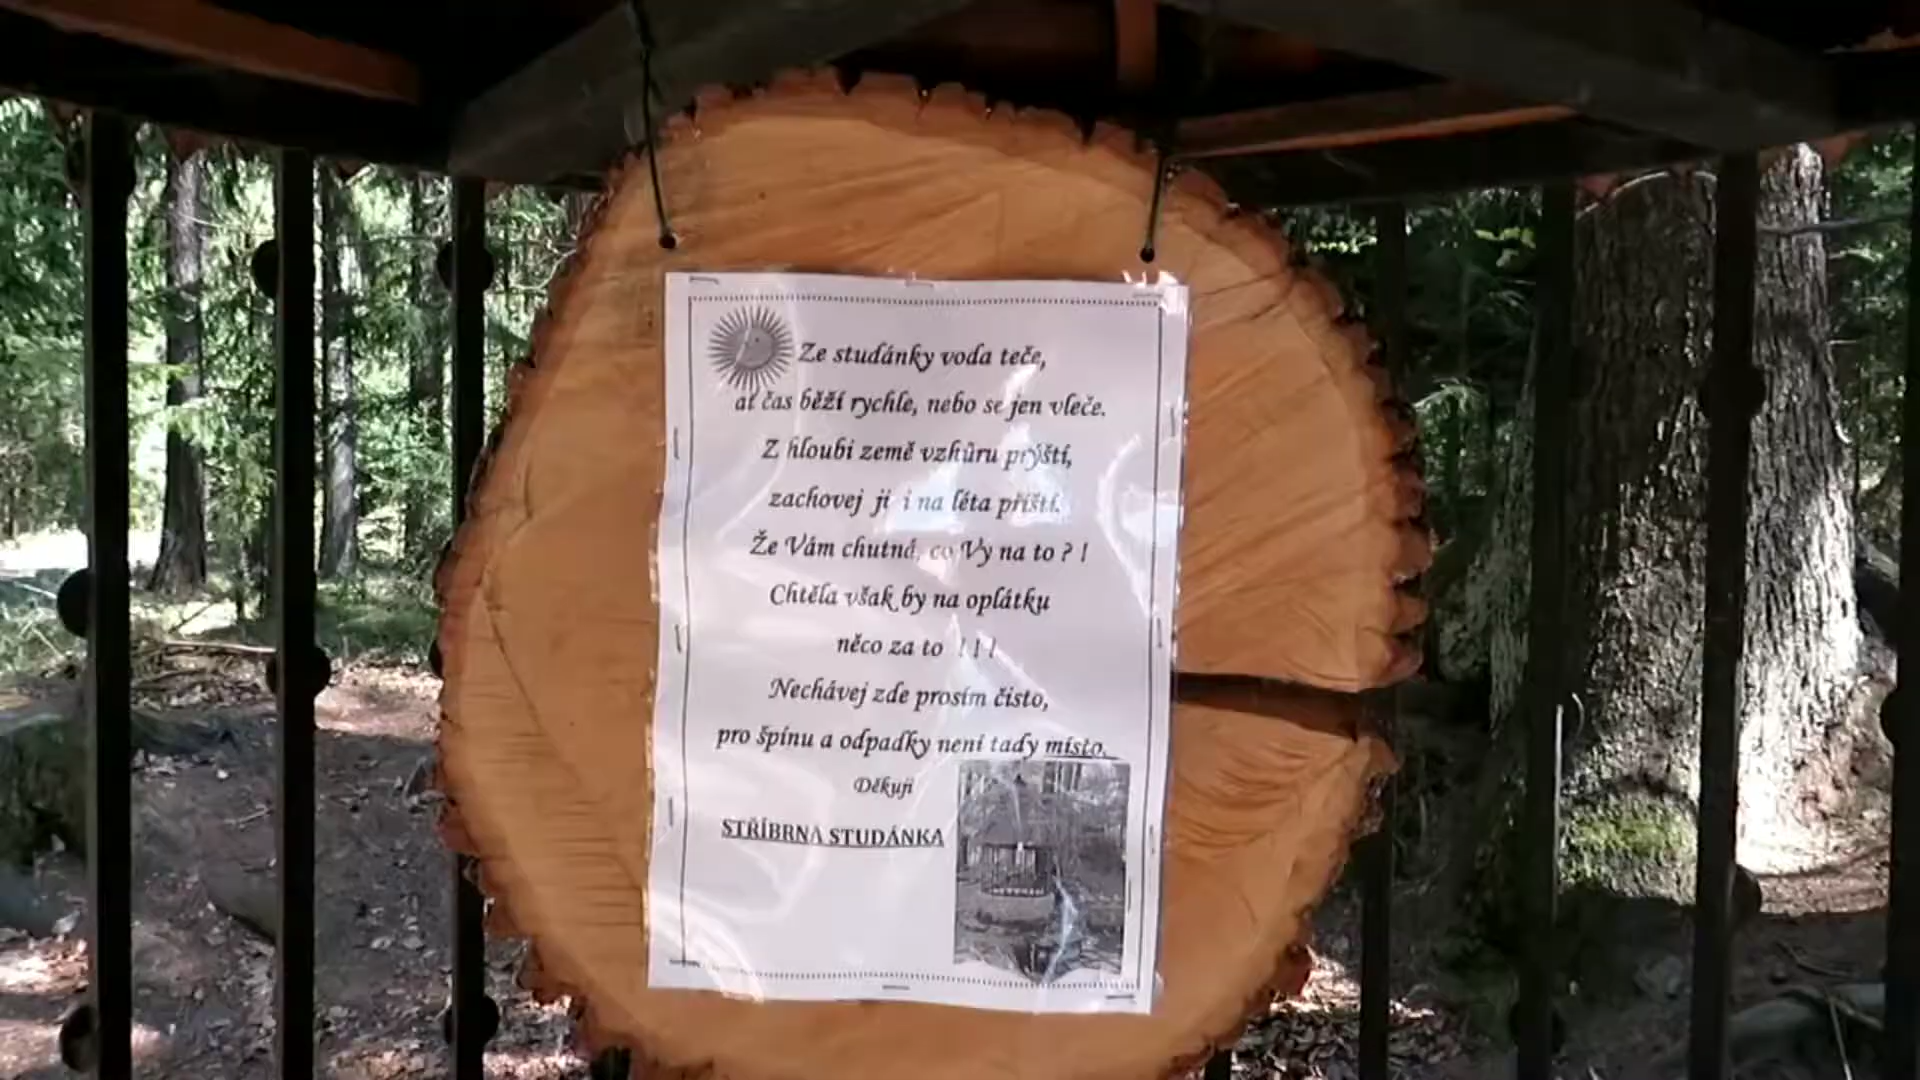 Ze studánky voda teče,
ať čas běží rychle, nebo se jen vleče.
Z hloubi země vzhůru prýští,
zachovej ji i na léta příští.
Že Vám chutná, co Vy na to ? !
Chtěla však by na oplátku
něco za to ! ! !
Nechávej zde prosím čisto,
pro špínu a odpadky není tady místo.
Děkuji
STŘÍBRNÁ STUDÁNKA